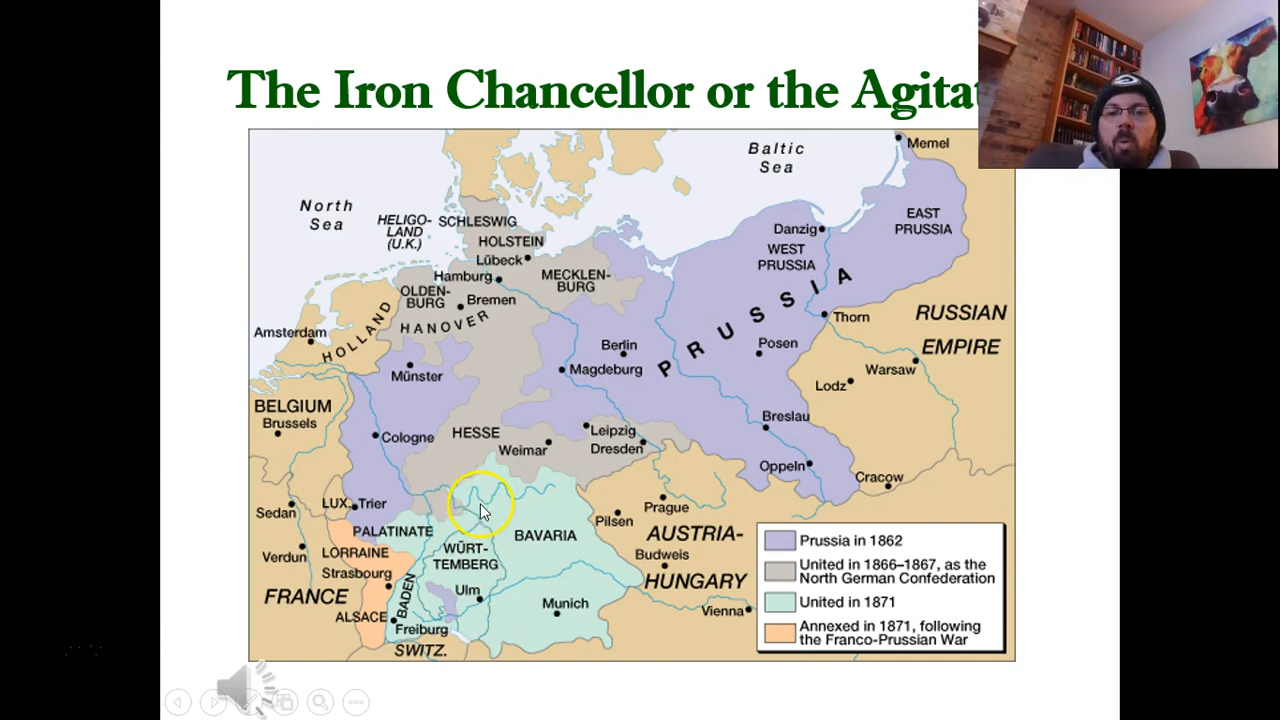 The Iron Chancellor or the Agita
Baltic
Sea
Memel
North
Sea
HELIGO-
LAND
(U.K.)
SCHLESWIG
EAST
PRUSSIA
Danzig
WEST
PRUSSIA
HOLSTEIN
Lübeck
Hamburg
MECKLEN-
BURG
OLDEN-
BURG
Bremen
HANOVER
PRUSSIA
Thorn
RUSSIAN
EMPIRE
Amsterdam
HOLLAND
Berlin
Posen
Münster
Magdeburg
Warsaw
Lodz
BELGIUM
Brussels
Breslau
Cologne
HESSE
Leipzig
Weimar
Dresden
Oppeln
Cracow
Sedan
LUX.
Trier
Prague
Pilsen
PALATINATE
BAVARIA
AUSTRIA-
HUNGARY
Budweis
Verdun
LORRAINE
WÜRT-
TEMBERG
Strasbourg
FRANCE
BADEN
Ulm
Munich
Vienna
ALSACE
Freiburg
SWITZ.
Prussia in 1862
United in 1866–1867, as the
North German Confederation
United in 1871
Annexed in 1871, following
the Franco-Prussian War